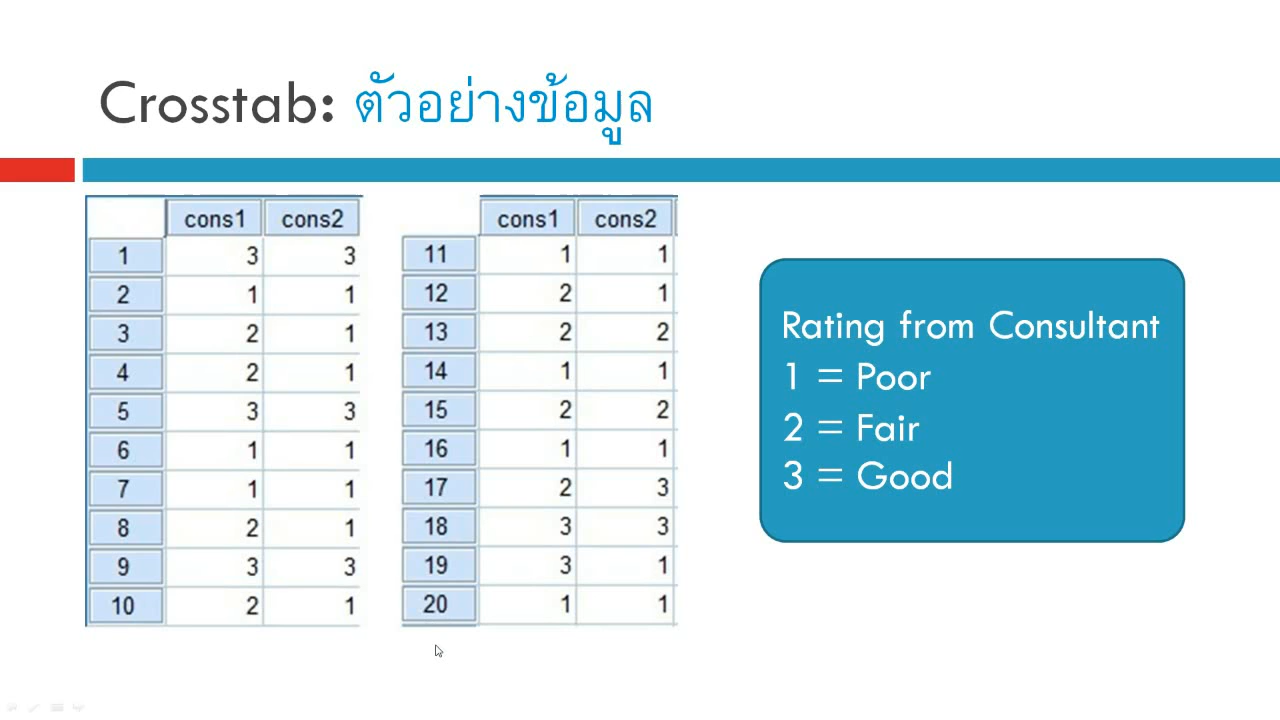 Crosstab: ตัวอย่างข้อมูล
cons1 cons2
1 3 3
2 1 1
3 2 1
4 2 1
5 3 3
6 1 1
7 1 1
8 2 1
9 3 3
10 2 1
cons1 cons2
11 1 1
12 2 1
13 2 2
14 1 1
15 2 2
16 1 1
17 2 3
18 3 3
19 3 1
20 1 1
Rating from Consultant
1 = Poor
2 = Fair
3 = Good